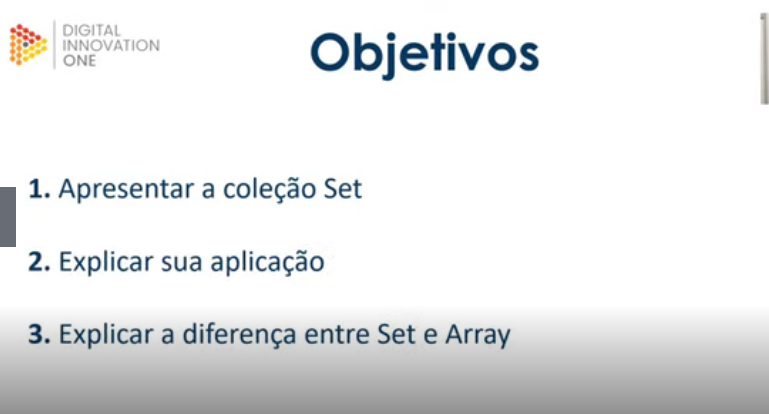 DIGITAL
INNOVATION
ONE
Objetivos
1. Apresentar a coleção Set
2. Explicar sua aplicação
3. Explicar a diferença entre Set e Array